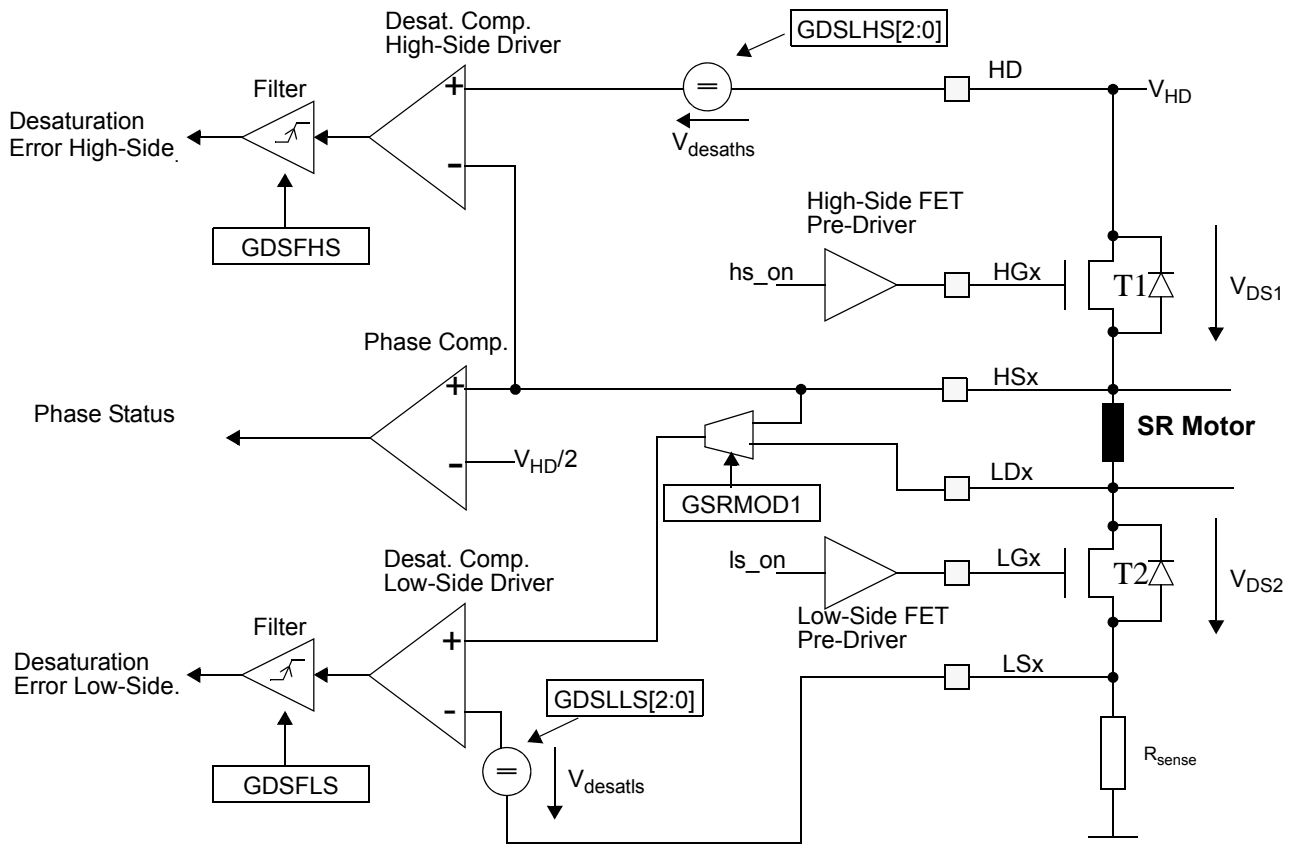 Desat. Comp.
High-Side Driver
GDSLHS[2:0]
HD
VHD
Filter
Desaturation
Error High-Side.
+
-
=
Vdesaths
GDSFHS
High-Side FET
Pre-Driver
hs_on
HGx
T1
VDS1
Phase Comp.
+
-
HSx
Phase Status
VHD/2
SR Motor
LDx
GSRMOD1
Desat. Comp.
Low-Side Driver
ls_on
LGx
T2
VDS2
Low-Side FET
Pre-Driver
Filter
+
-
Desaturation
Error Low-Side.
LSx
GDSLLS[2:0]
=
Vdesatls
GDSFLS
Rsense